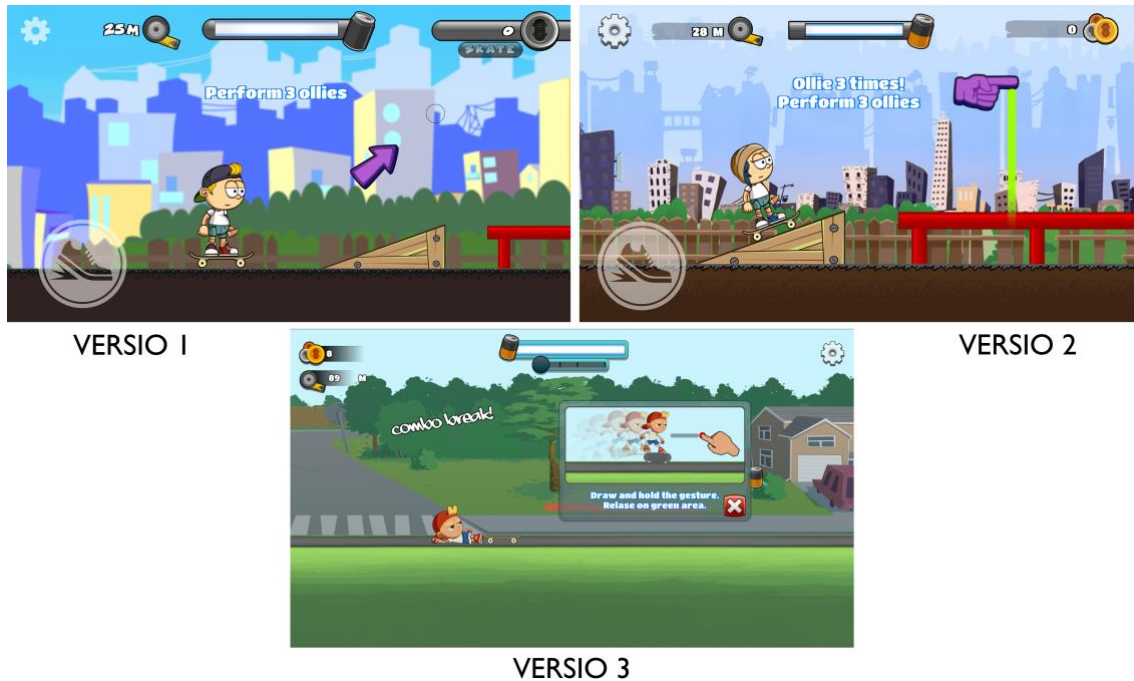 25M
0
SKATE
Perform 3 ollies
28 M
0
Ollie 3 times!
Perform 3 ollies
VERSIO 1
VERSIO 2
8
89 M
combo break!
Draw and hold the gesture.
Relase on green area.
VERSIO 3